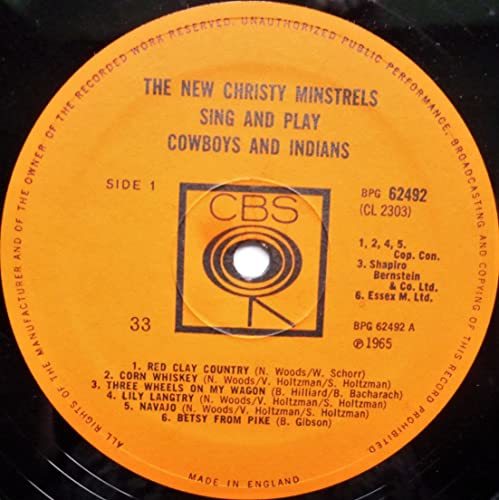 ALL RIGHTS OF THE MANUFACTURER AND OF THE OWNER OF THE RECORDED WORK RESERVED. UNAUTHORIZED PUBLIC PERFORMANCE, BROADCASTING AND COPYING OF THIS RECORD PROHIBITED
THE NEW CHRISTY MINSTRELS
SING AND PLAY
COWBOYS AND INDIANS
SIDE 1
CBS
BPG 62492
(CL 2303)
1, 2, 4, 5.
Cop. Con.
3. Shapiro
Bernstein
& Co. Ltd.
6. Essex M. Ltd.
33
BPG 62492 A
℗ 1965
1. RED CLAY COUNTRY (N. Woods/W. Schorr)
2. CORN WHISKEY (N. Woods/V. Holtzman/S. Holtzman)
3. THREE WHEELS ON MY WAGON (B. Hilliard/B. Bacharach)
4. LILY LANGTRY (N. Woods/V. Holtzman/S. Holtzman)
5. NAVAJO (N. Woods/V. Holtzman/S. Holtzman)
6. BETSY FROM PIKE (B. Gibson)
MADE IN ENGLAND